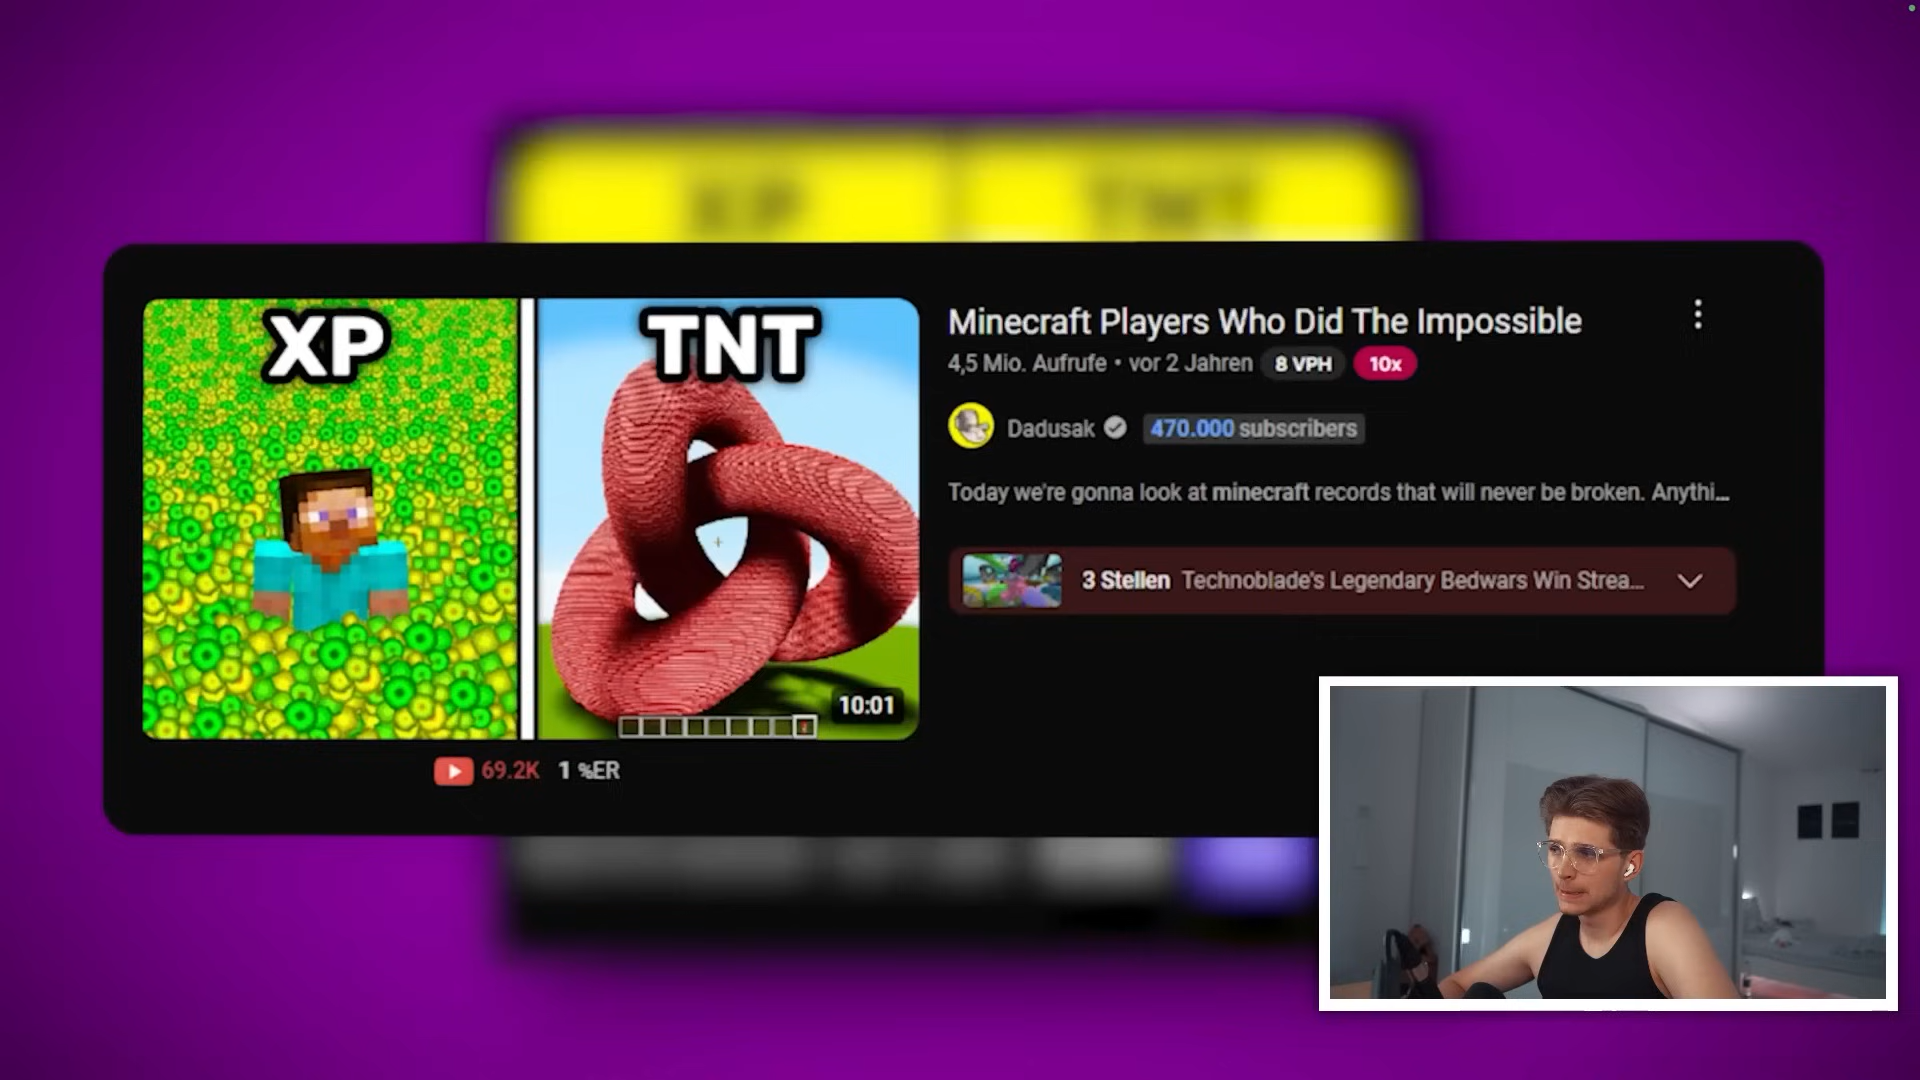 XP TNT
XP
TNT
10:01
69.2K 1 %ER
Minecraft Players Who Did The Impossible
4,5 Mio. Aufrufe • vor 2 Jahren 8 VPH 10x
Dadusak 470.000 subscribers
Today we're gonna look at minecraft records that will never be broken. Anythi...
3 Stellen Technoblade's Legendary Bedwars Win Strea...